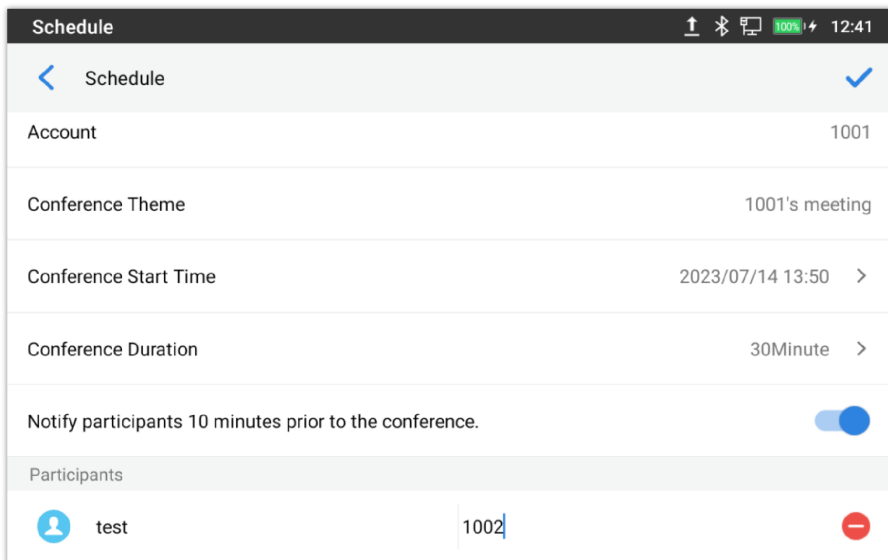 Schedule
100%
12:41
Schedule
Account
1001
Conference Theme
1001's meeting
Conference Start Time
2023/07/14 13:50
Conference Duration
30Minute
Notify participants 10 minutes prior to the conference.
Participants
test
1002